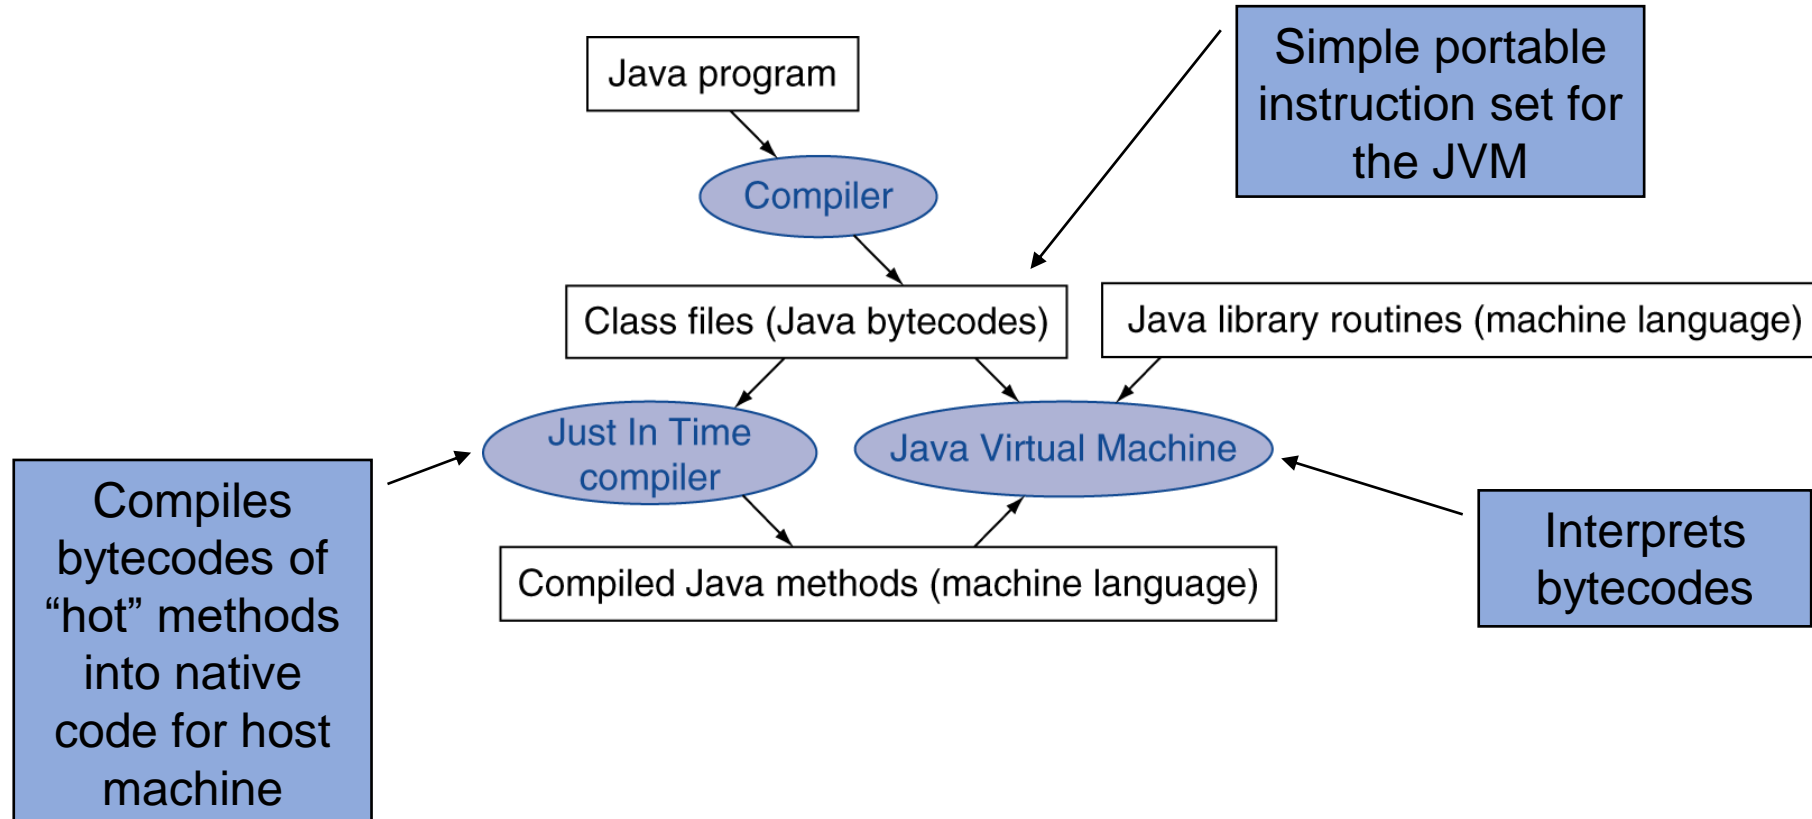 Java program
Simple portable
instruction set for
the JVM
Compiler
Class files (Java bytecodes)
Java library routines (machine language)
Just In Time
compiler
Java Virtual Machine
Compiles
bytecodes of
“hot” methods
into native
code for host
machine
Interprets
bytecodes
Compiled Java methods (machine language)